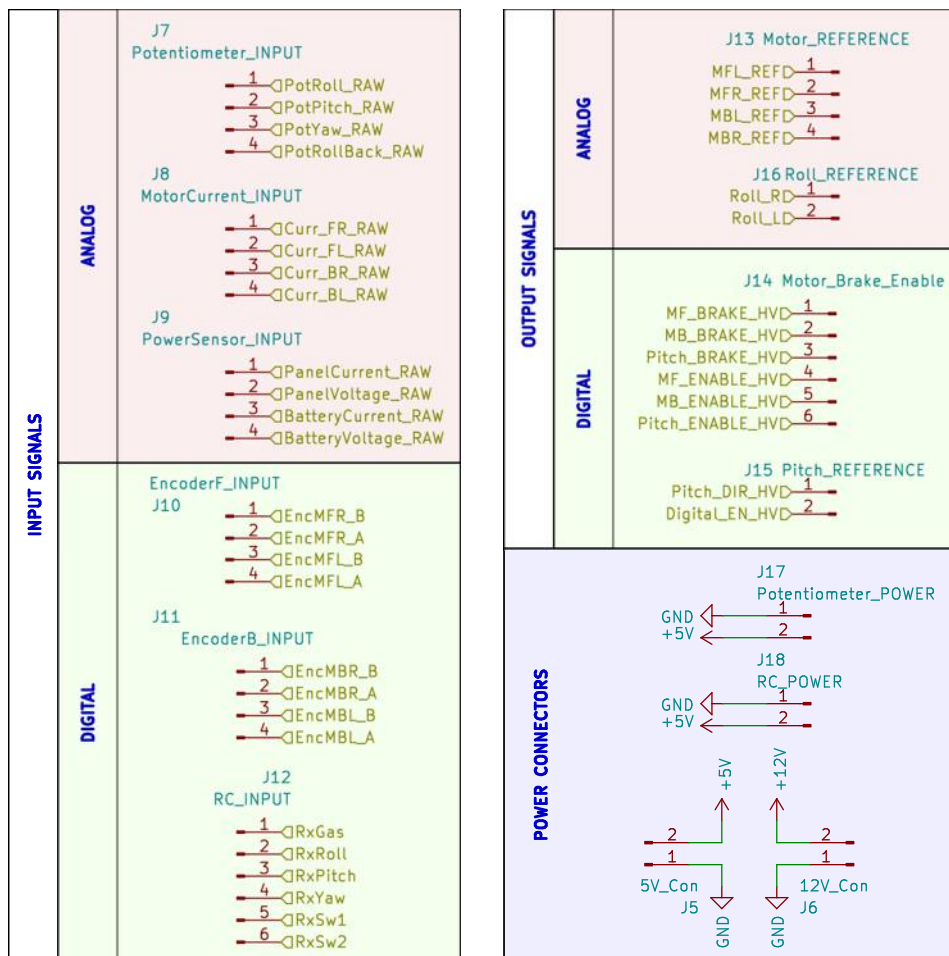 INPUT SIGNALS
ANALOG
J7
Potentiometer_INPUT
1 PotRoll_RAW
2 PotPitch_RAW
3 PotYaw_RAW
4 PotRollBack_RAW
J8
MotorCurrent_INPUT
1 Curr_FR_RAW
2 Curr_FL_RAW
3 Curr_BR_RAW
4 Curr_BL_RAW
J9
PowerSensor_INPUT
1 PanelCurrent_RAW
2 PanelVoltage_RAW
3 BatteryCurrent_RAW
4 BatteryVoltage_RAW
DIGITAL
EncoderF_INPUT
J10
1 EncMFR_B
2 EncMFR_A
3 EncMFL_B
4 EncMFL_A
J11
EncoderB_INPUT
1 EncMBR_B
2 EncMBR_A
3 EncMBL_B
4 EncMBL_A
J12
RC_INPUT
1 RxGas
2 RxRoll
3 RxPitch
4 RxYaw
5 RxSw1
6 RxSw2
OUTPUT SIGNALS
ANALOG
J13 Motor_REFERENCE
MFL_REF 1
MFR_REF 2
MBL_REF 3
MBR_REF 4
J16 Roll_REFERENCE
Roll_R 1
Roll_L 2
DIGITAL
J14 Motor_Brake_Enable
MF_BRAKE_HV 1
MB_BRAKE_HV 2
Pitch_BRAKE_HV 3
MF_ENABLE_HV 4
MB_ENABLE_HV 5
Pitch_ENABLE_HV 6
J15 Pitch_REFERENCE
Pitch_DIR_HV 1
Digital_EN_HV 2
POWER CONNECTORS
J17
Potentiometer_POWER
GND 1
+5V 2
J18
RC_POWER
GND 1
+5V 2
+5V +12V
2 2
1 1
5V_Con 12V_Con
J5 J6
GND GND